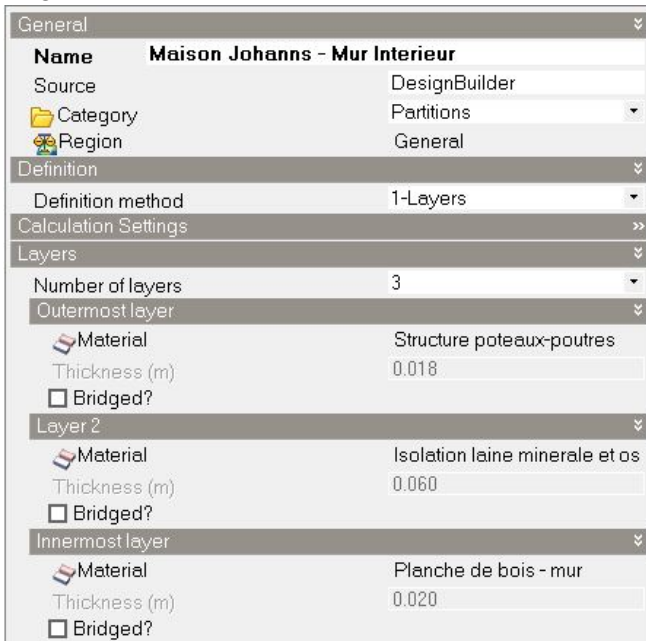 General
Name Maison Johanns - Mur Interieur
Source DesignBuilder
Category Partitions
Region General
Definition
Definition method 1-Layers
Calculation Settings
Layers
Number of layers 3
Outermost layer
Material Structure poteaux-poutres
Thickness (m) 0.018
Bridged?
Layer 2
Material Isolation laine minerale et os
Thickness (m) 0.060
Bridged?
Innermost layer
Material Planche de bois - mur
Thickness (m) 0.020
Bridged?